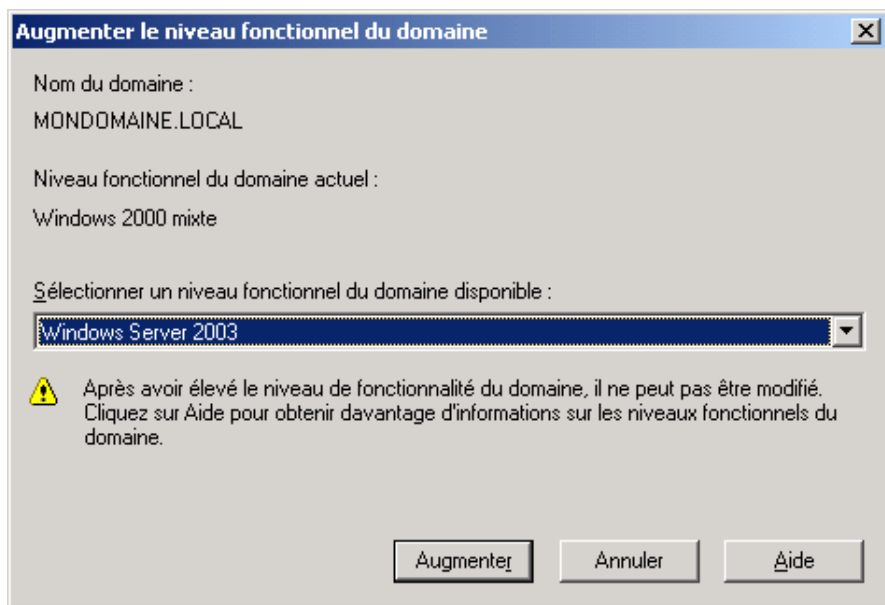 Augmenter le niveau fonctionnel du domaine
Nom du domaine :
MONDOMAINE.LOCAL
Niveau fonctionnel du domaine actuel :
Windows 2000 mixte
Sélectionner un niveau fonctionnel du domaine disponible :
Windows Server 2003
Après avoir élevé le niveau de fonctionnalité du domaine, il ne peut pas être modifié.
Cliquez sur Aide pour obtenir davantage d'informations sur les niveaux fonctionnels du
domaine.
Augmenter
Annuler
Aide